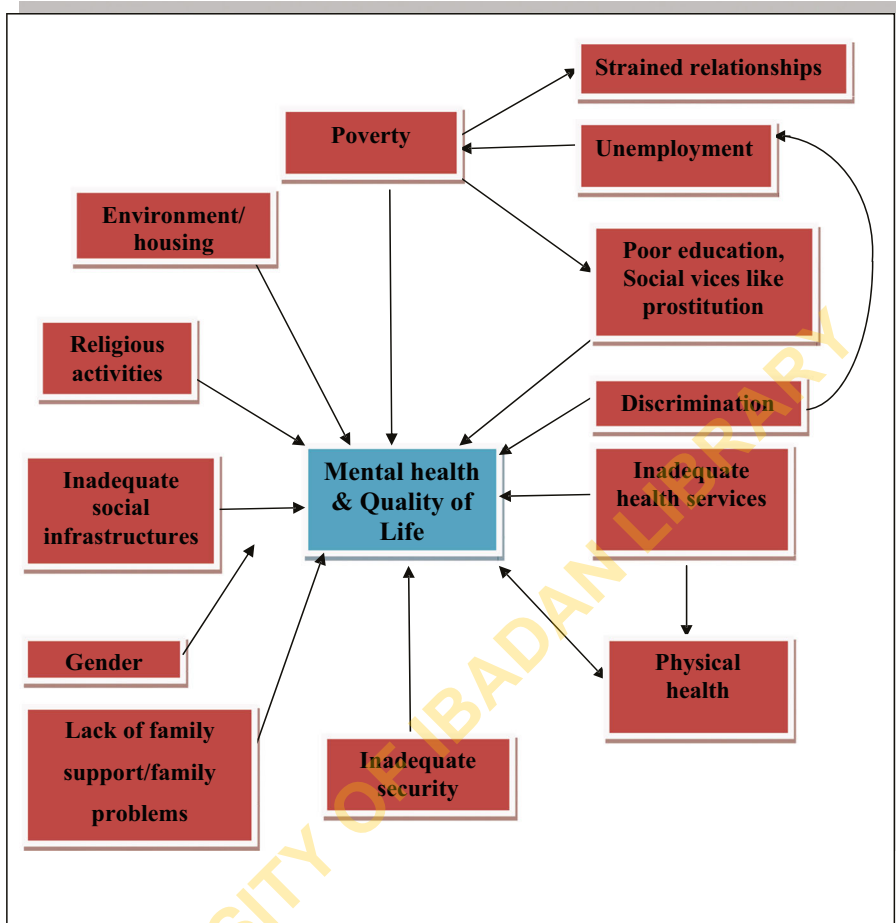 Strained relationships
Poverty
Unemployment
Environment/
housing
Poor education,
Social vices like
prostitution
Religious
activities
Discrimination
Mental health
& Quality of
Life
Inadequate
health services
Inadequate
social
infrastructures
Gender
Physical
health
Lack of family
support/family
problems
Inadequate
security
SITY OF IBADAN LIBRARY